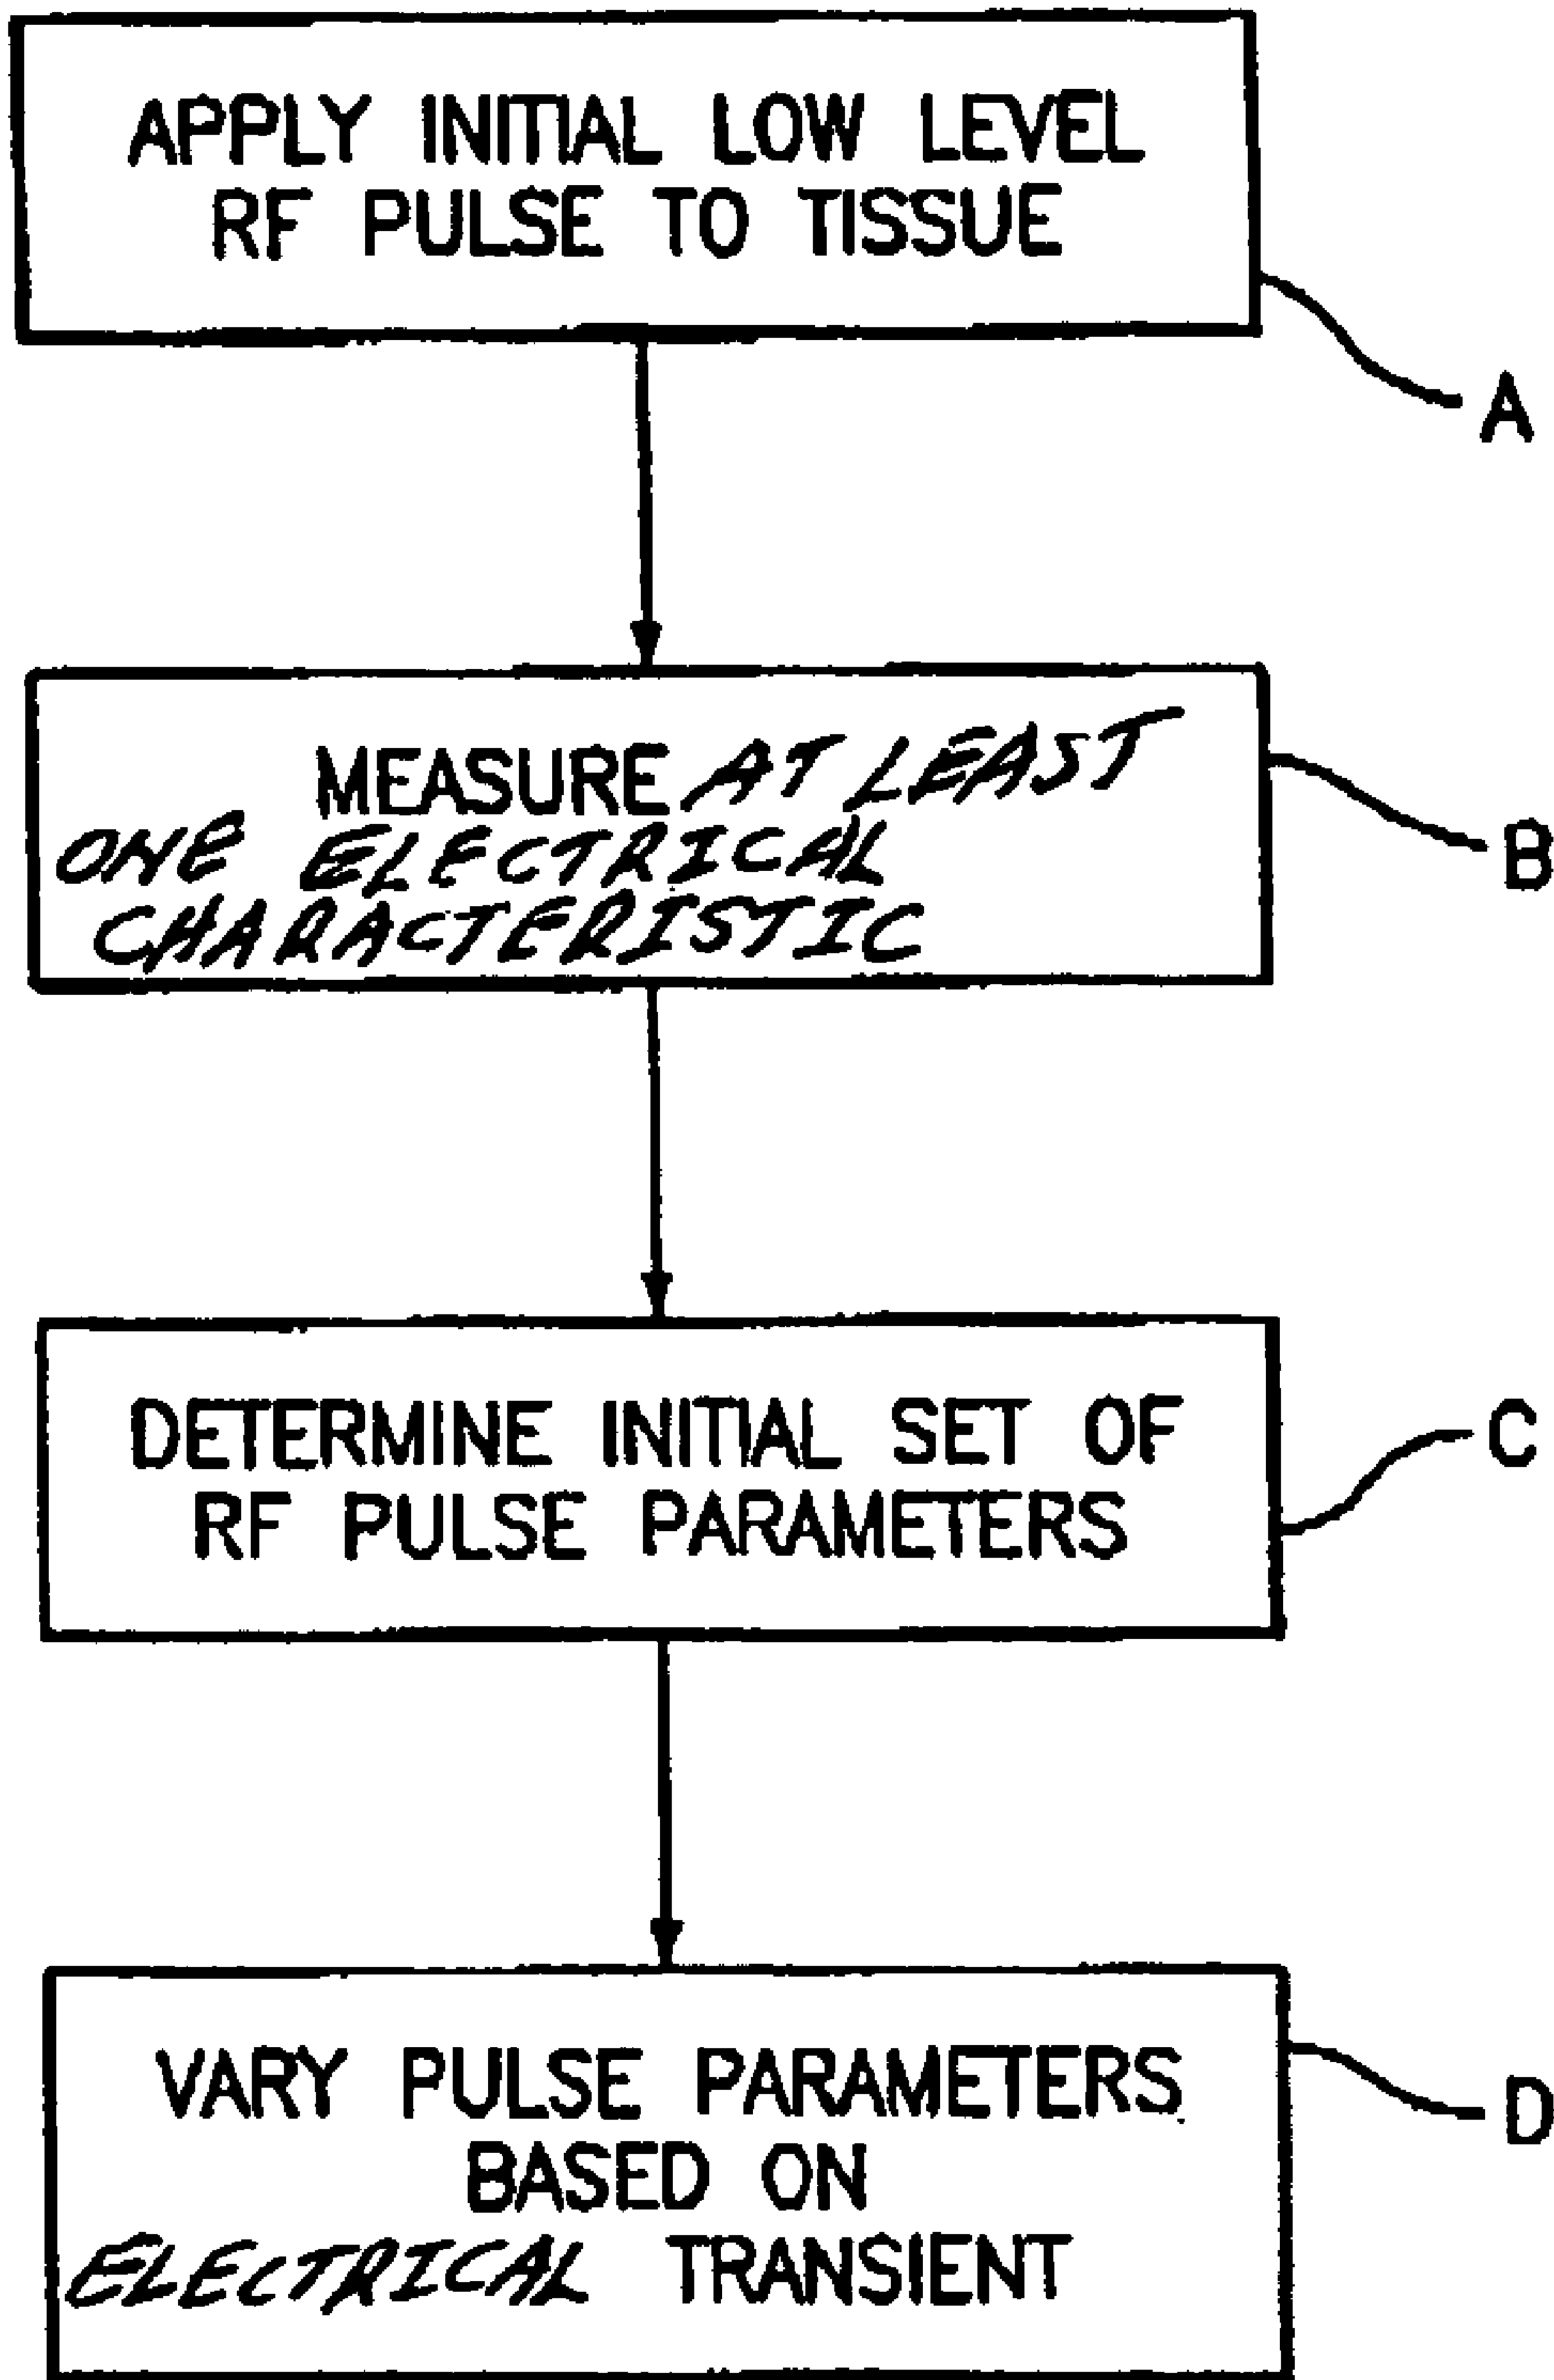 APPLY INITIAL LOW LEVEL
RF PULSE TO TISSUE
A
MEASURE AT LEAST
ONE ELECTRICAL
CHARACTERISTIC
B
DETERMINE INITIAL SET OF
RF PULSE PARAMETERS
C
VARY PULSE PARAMETERS
BASED ON
ELECTRICAL TRANSIENT
D